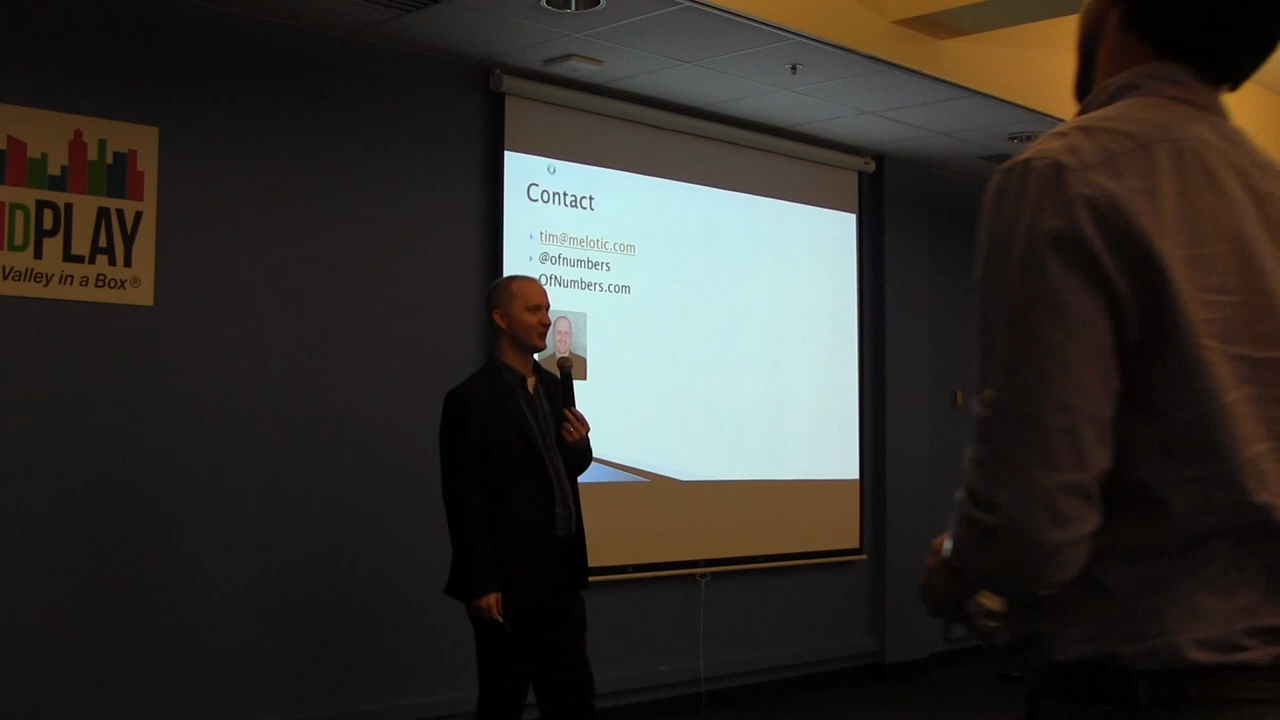 DPLAY
Valley in a Box®
Contact
tim@melotic.com
@ofnumbers
OfNumbers.com